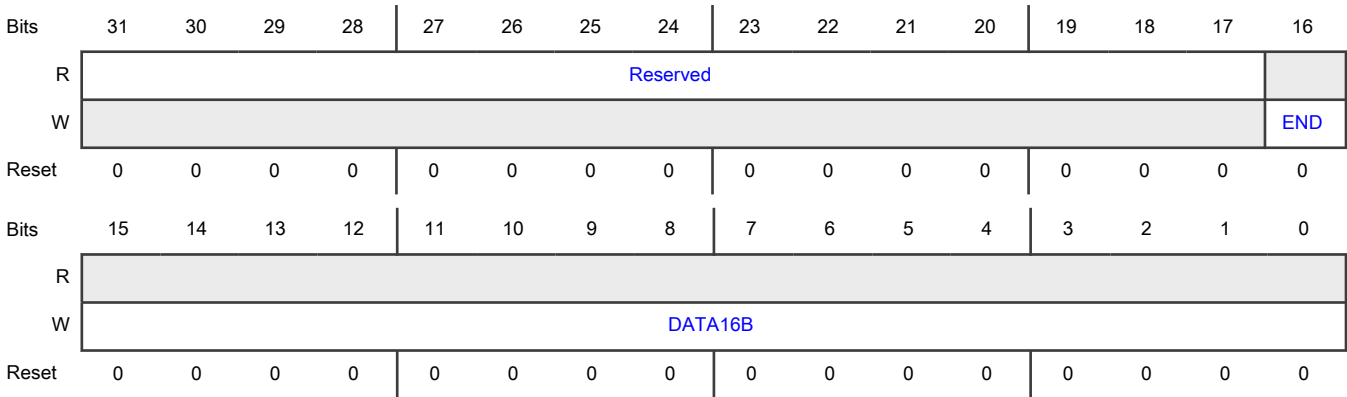 Bits 31 30 29 28 27 26 25 24 23 22 21 20 19 18 17 16
R Reserved
W END
Reset 0 0 0 0 0 0 0 0 0 0 0 0 0 0 0 0
Bits 15 14 13 12 11 10 9 8 7 6 5 4 3 2 1 0
R
W DATA16B
Reset 0 0 0 0 0 0 0 0 0 0 0 0 0 0 0 0